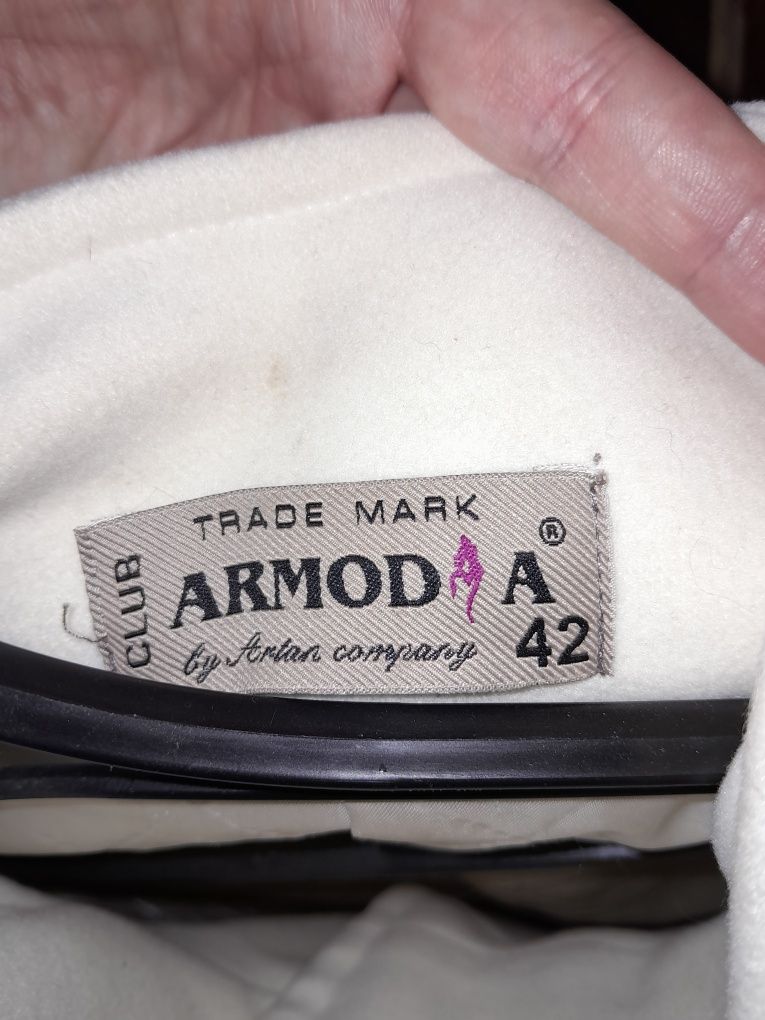 TRADE MARK
CLUB
ARMODA A ®
by Artan company
42